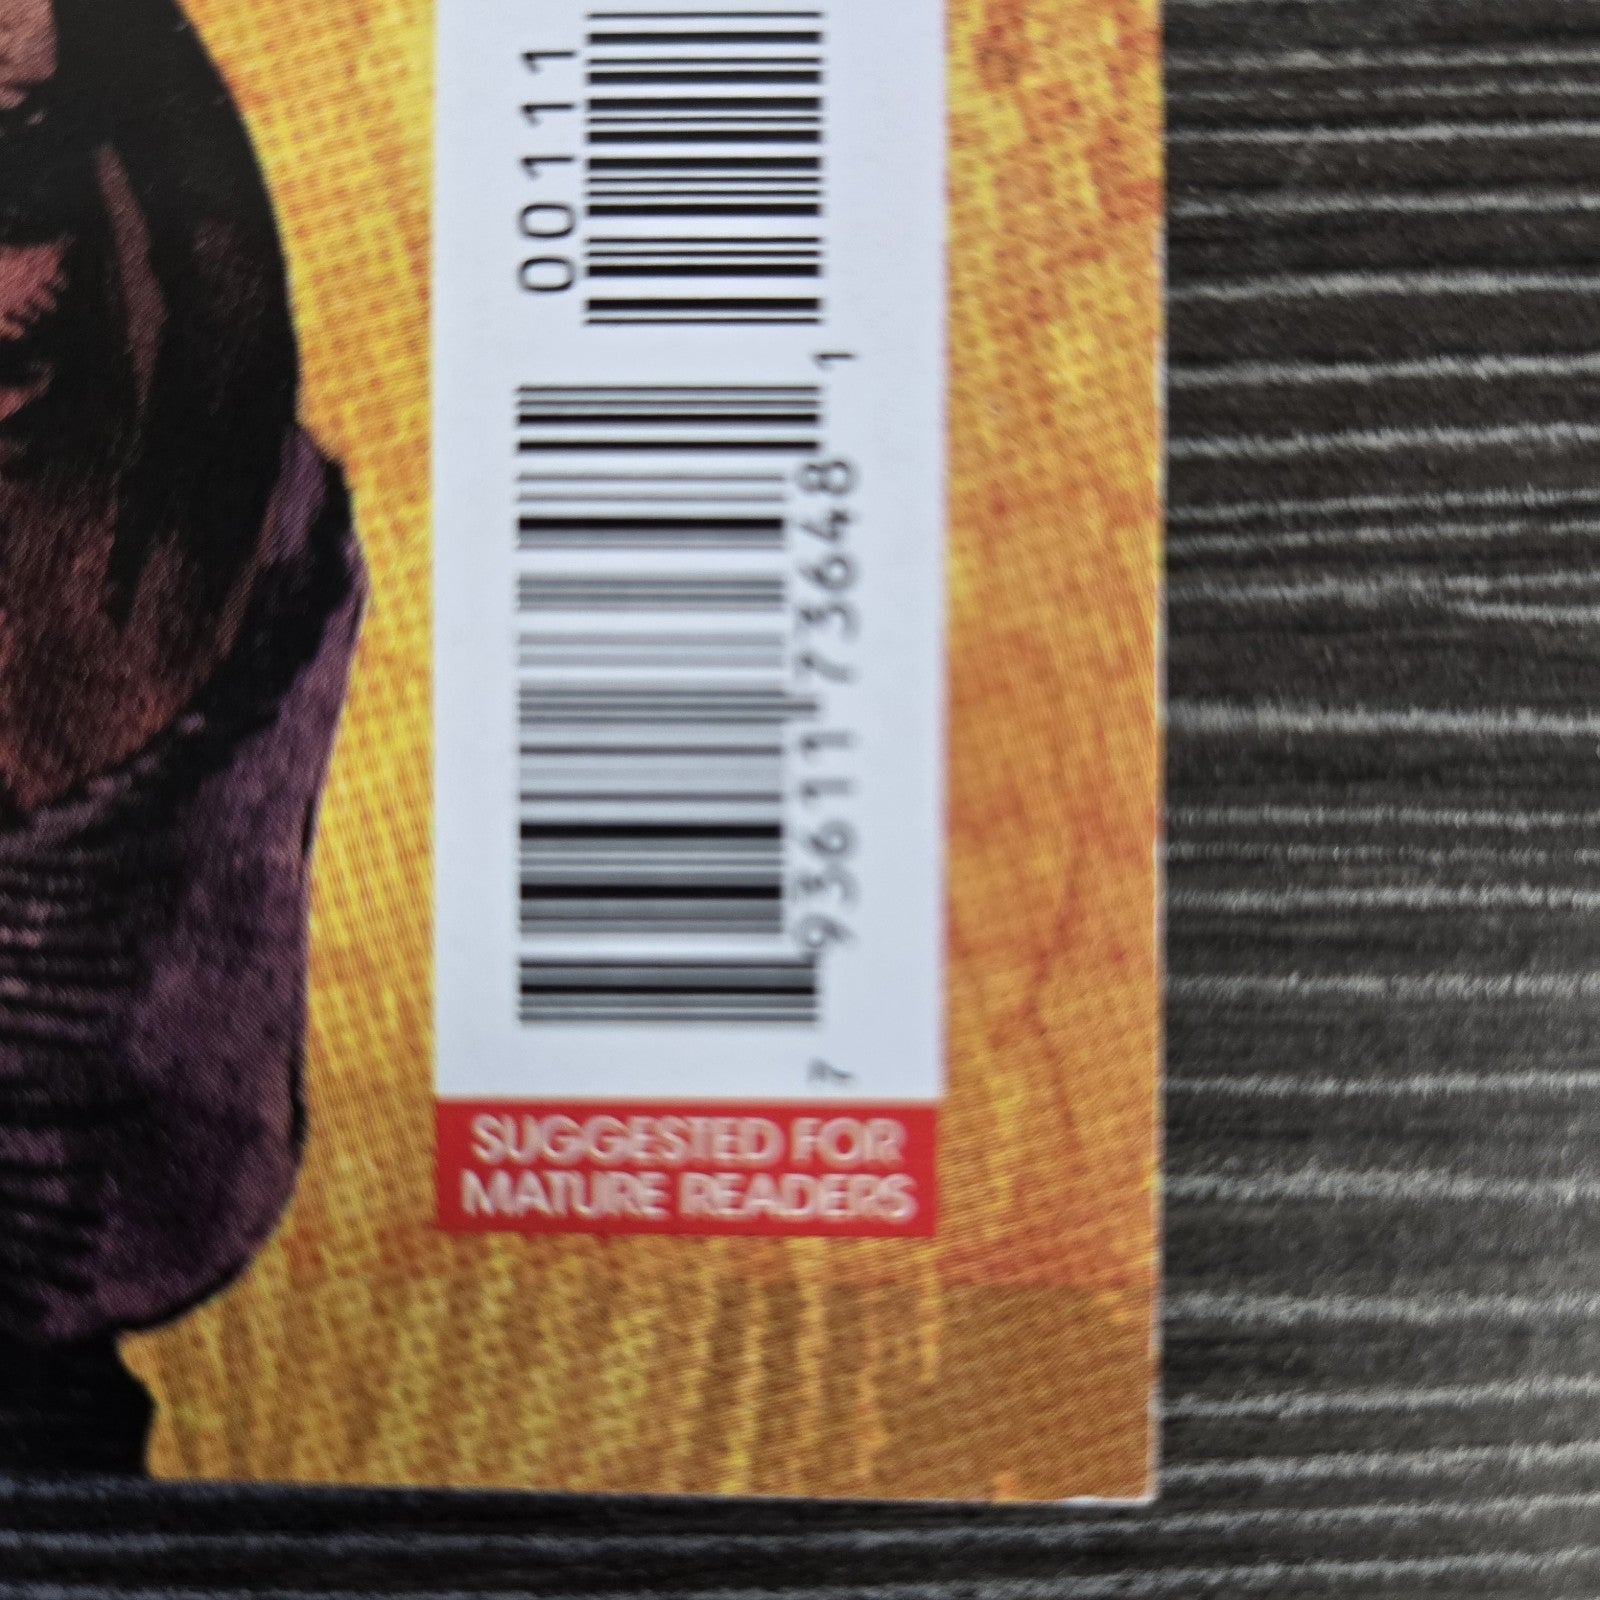 00111
7 93611 73648 1
SUGGESTED FOR
MATURE READERS